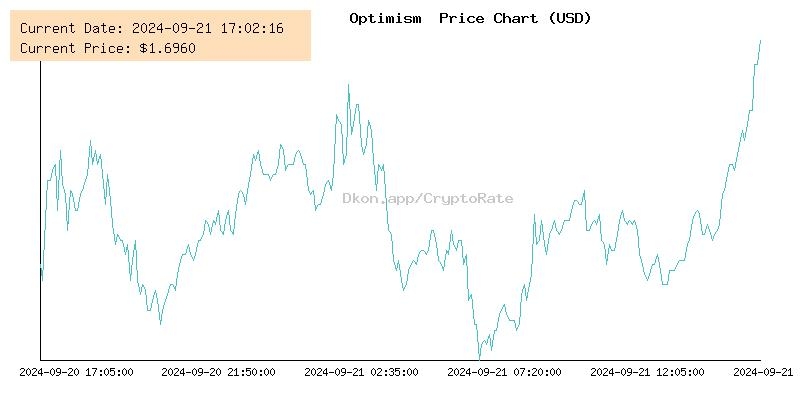 Optimism  Price Chart (USD)
Current Date: 2024-09-21 17:02:16
Current Price: $1.6960
Dkon.app/CryptoRate
2024-09-20 17:05:00 2024-09-20 21:50:00 2024-09-21 02:35:00 2024-09-21 07:20:00 2024-09-21 12:05:00 2024-09-21